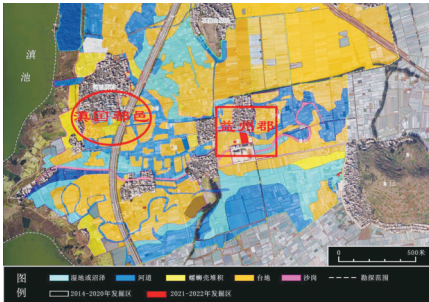 滇池
滇国都邑
益州郡
0 500米
图例
湿地或沼泽 河道 螺蛳壳堆积 台地 沙岗 勘探范围
2014-2020年发掘区 2021-2022年发掘区